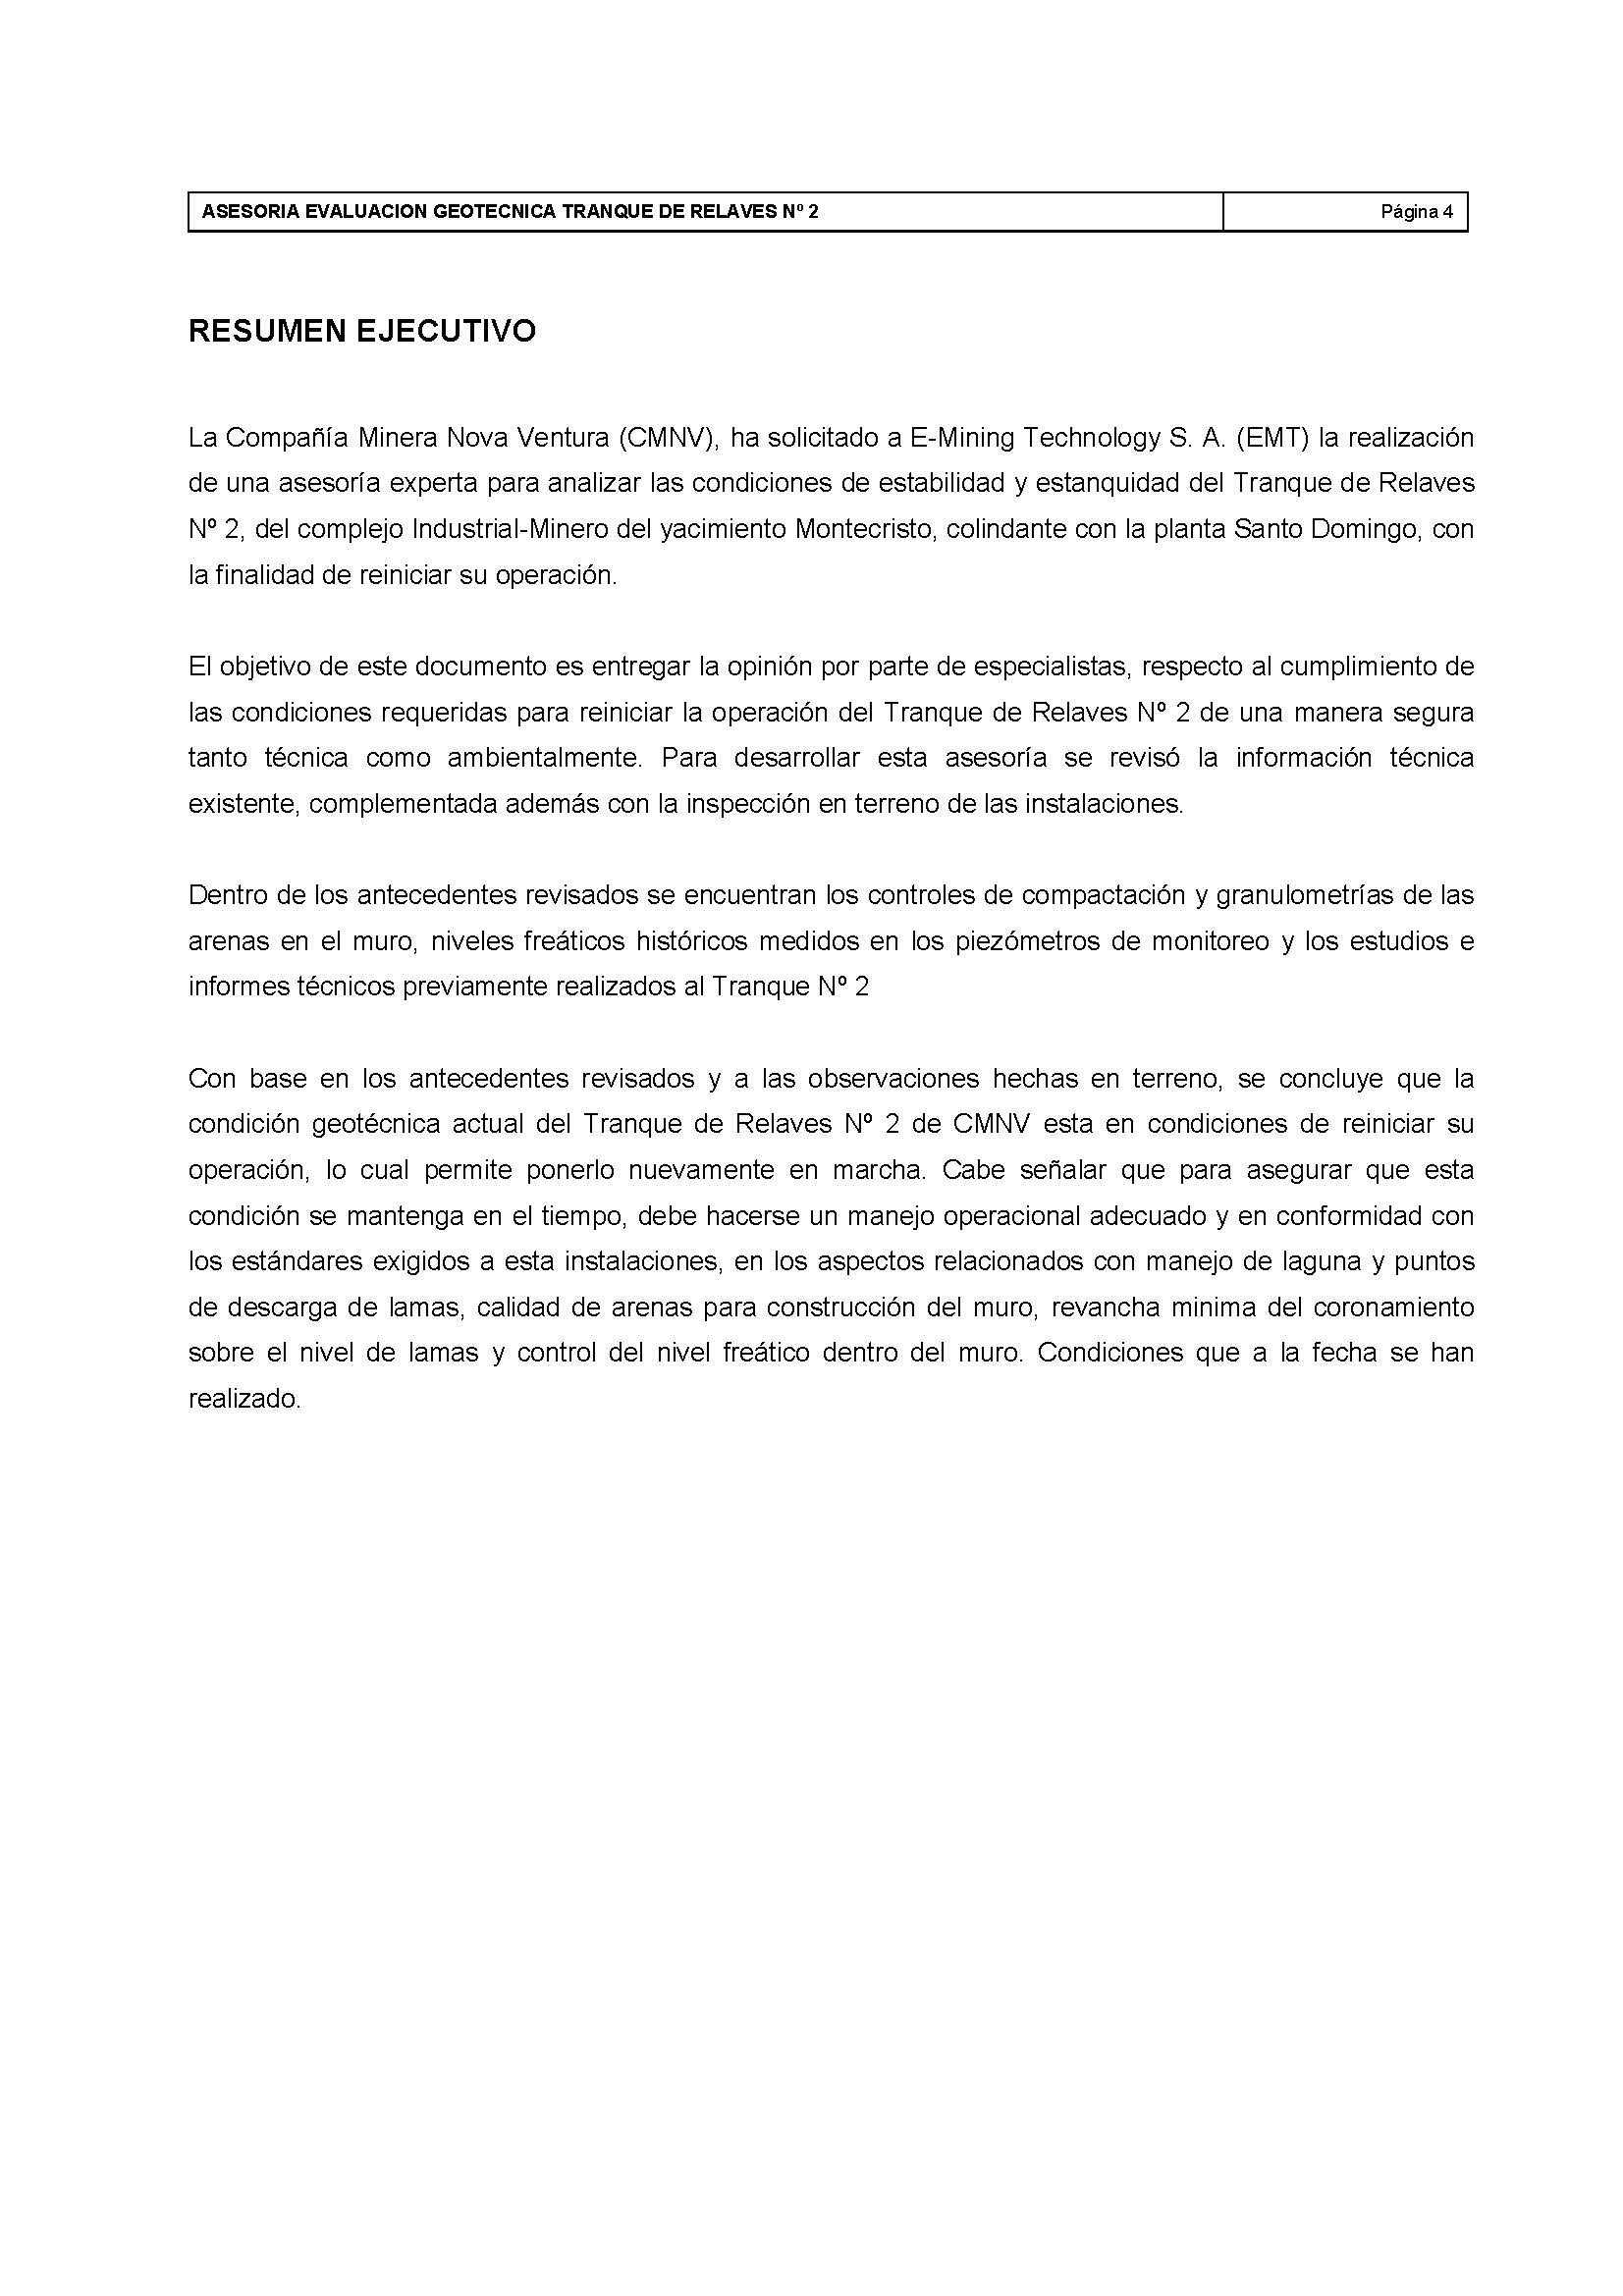 ASESORIA EVALUACION GEOTECNICA TRANQUE DE RELAVES Nº 2
Página 4
RESUMEN EJECUTIVO
La Compañía Minera Nova Ventura (CMNV), ha solicitado a E-Mining Technology S. A. (EMT) la realización
de una asesoría experta para analizar las condiciones de estabilidad y estanquidad del Tranque de Relaves
Nº 2, del complejo Industrial-Minero del yacimiento Montecristo, colindante con la planta Santo Domingo, con
la finalidad de reiniciar su operación.
El objetivo de este documento es entregar la opinión por parte de especialistas, respecto al cumplimiento de
las condiciones requeridas para reiniciar la operación del Tranque de Relaves Nº 2 de una manera segura
tanto técnica como ambientalmente. Para desarrollar esta asesoría se revisó la información técnica
existente, complementada además con la inspección en terreno de las instalaciones.
Dentro de los antecedentes revisados se encuentran los controles de compactación y granulometrías de las
arenas en el muro, niveles freáticos históricos medidos en los piezómetros de monitoreo y los estudios e
informes técnicos previamente realizados al Tranque Nº 2
Con base en los antecedentes revisados y a las observaciones hechas en terreno, se concluye que la
condición geotécnica actual del Tranque de Relaves Nº 2 de CMNV esta en condiciones de reiniciar su
operación, lo cual permite ponerlo nuevamente en marcha. Cabe señalar que para asegurar que esta
condición se mantenga en el tiempo, debe hacerse un manejo operacional adecuado y en conformidad con
los estándares exigidos a esta instalaciones, en los aspectos relacionados con manejo de laguna y puntos
de descarga de lamas, calidad de arenas para construcción del muro, revancha minima del coronamiento
sobre el nivel de lamas y control del nivel freático dentro del muro. Condiciones que a la fecha se han
realizado.